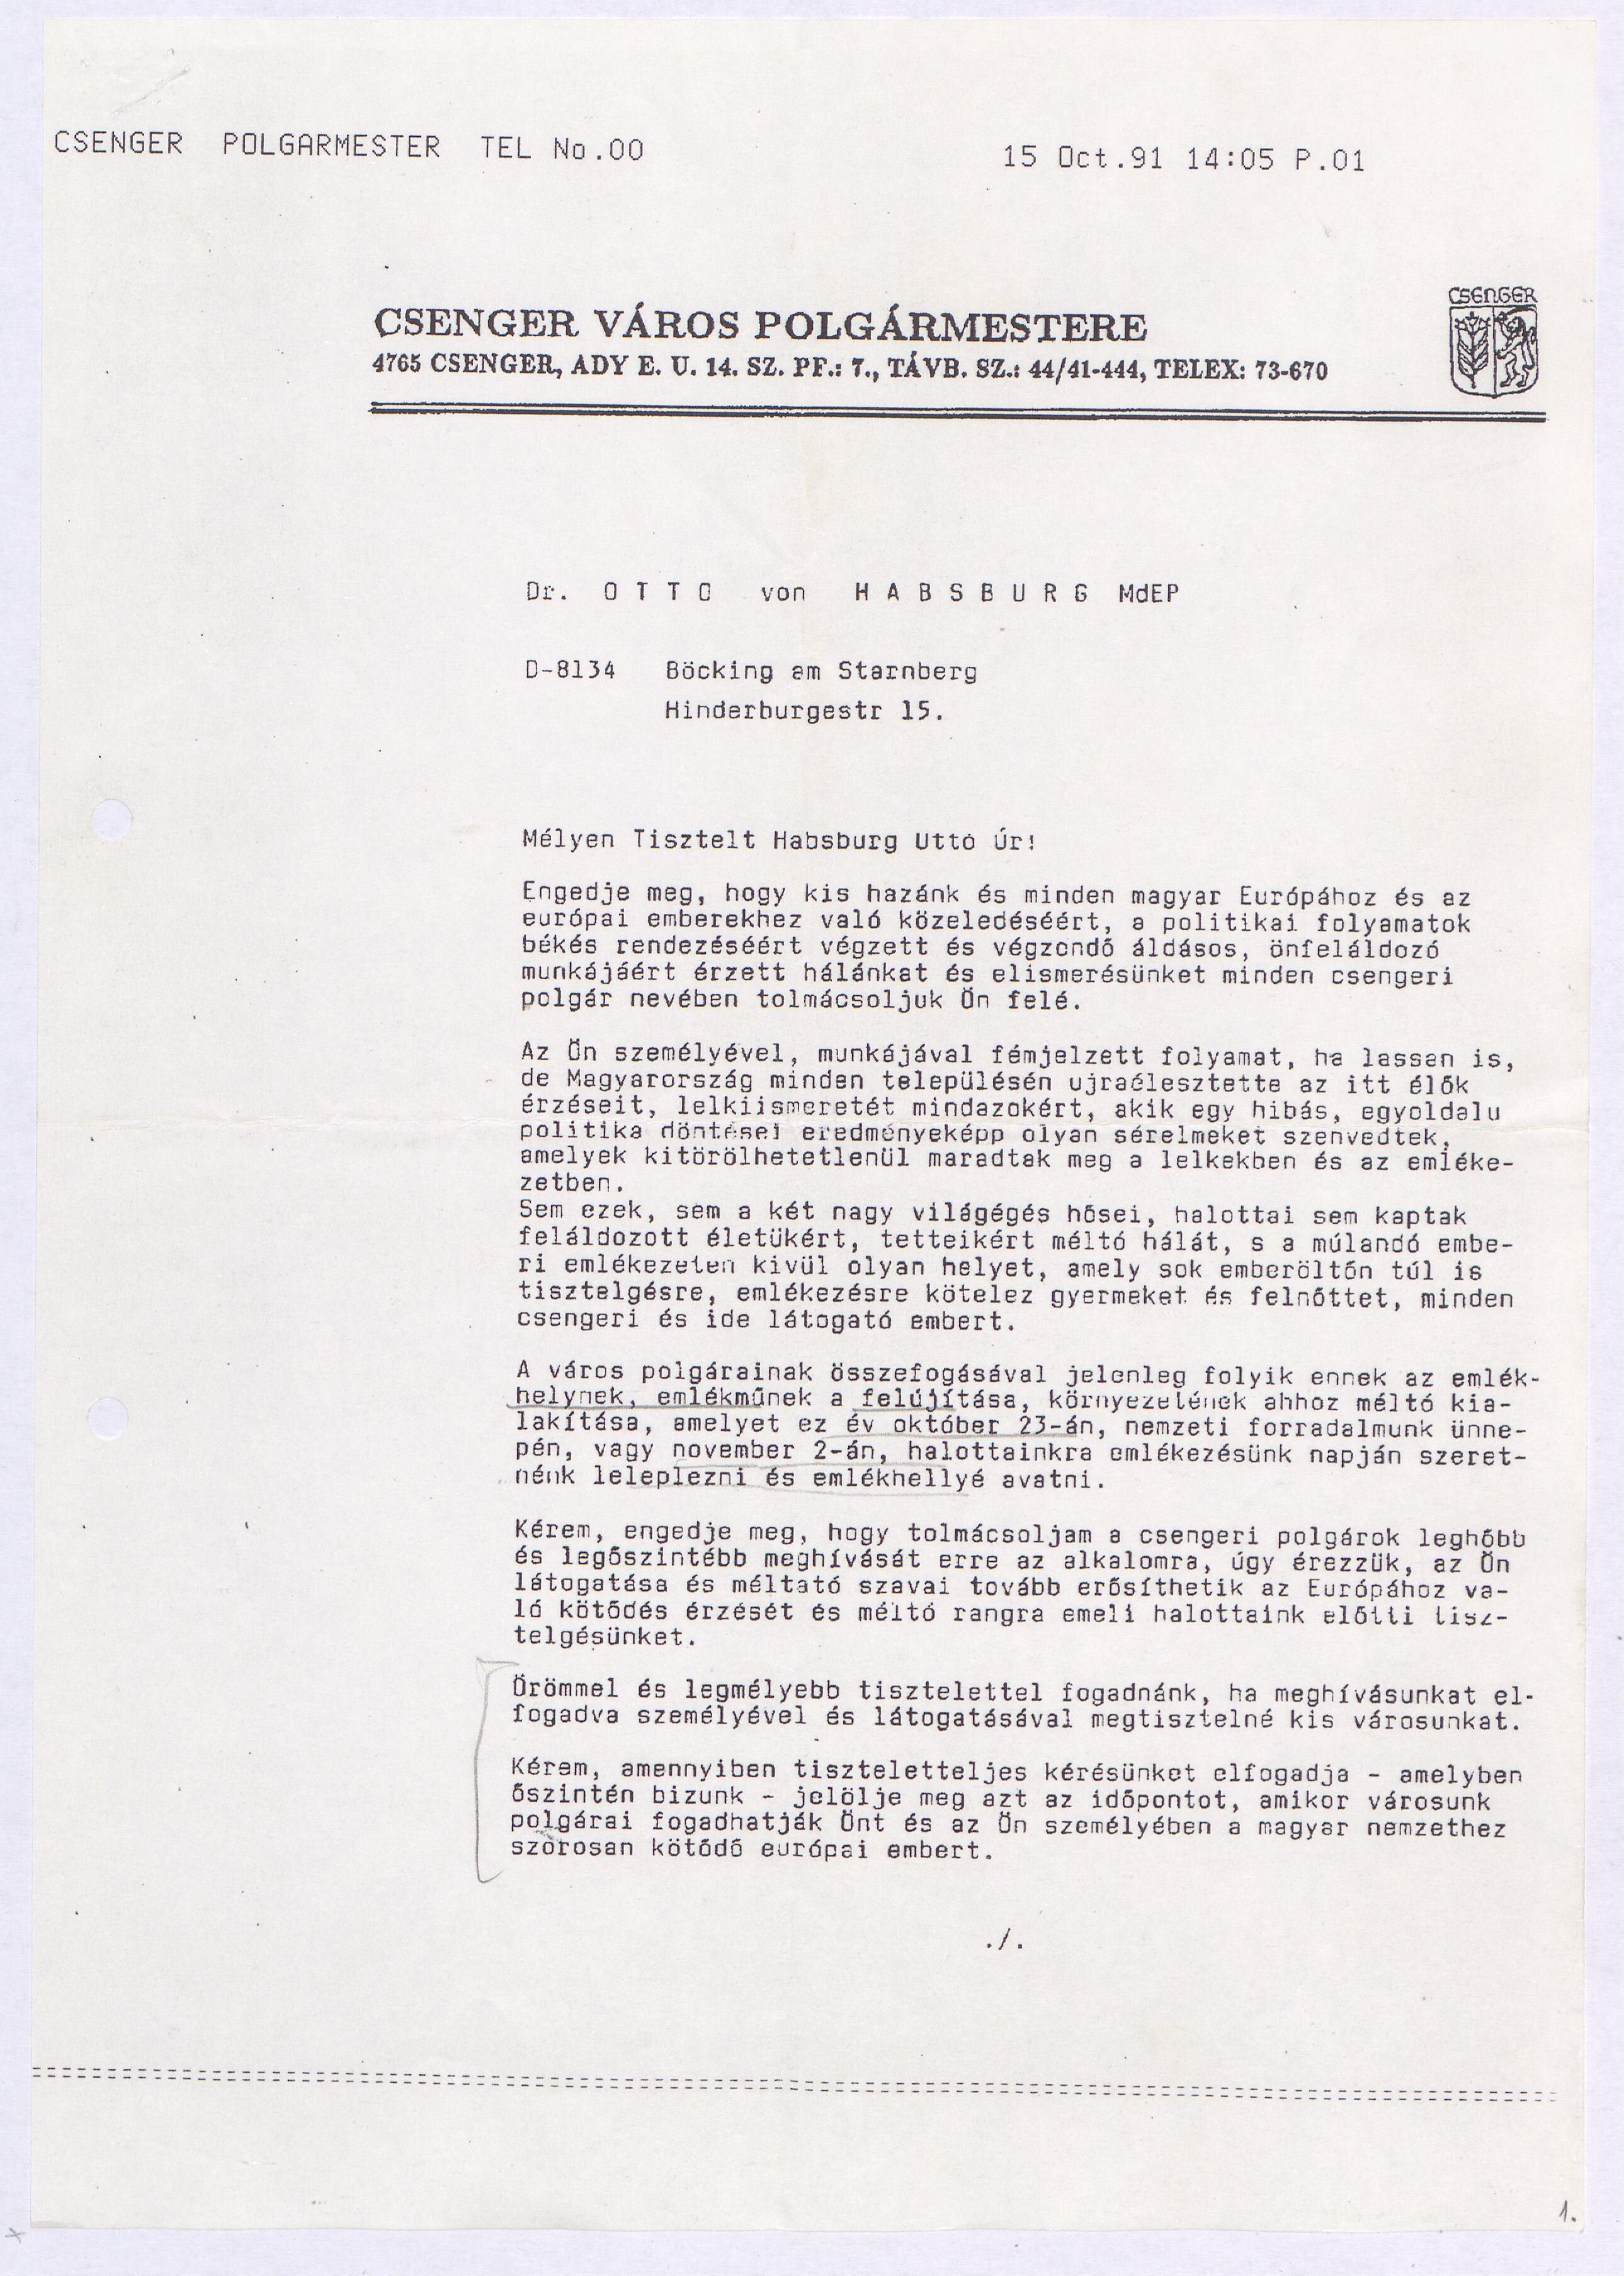 CSENGER POLGARMESTER TEL No.00
15 Oct.91 14:05 P.01
CSENGER VÁROS POLGÁRMESTERE
4765 CSENGER, ADY E. U. 14. SZ. PF.: 7., TÁVB. SZ.: 44/41-444, TELEX: 73-670
CSENGER
Dr. O T T O von H A B S B U R G MdEP
D-8134 Böcking am Starnberg
Hinderburgestr 15.
Mélyen Tisztelt Habsburg Utto Úr!
Engedje meg, hogy kis hazánk és minden magyar Európához és az
európai emberekhez való közeledéséért, a politikai folyamatok
békés rendezéséért végzett és végzendő áldásos, önfeláldozó
munkájáért érzett hálánkat és elismerésünket minden csengeri
polgár nevében tolmácsoljuk Ön felé.
Az Ön személyével, munkájával fémjelzett folyamat, ha lassan is,
de Magyarország minden településén ujraélesztette az itt élők
érzéseit, lelkiismeretét mindazokért, akik egy hibás, egyoldalu
politika döntései eredményeképp olyan sérelmeket szenvedtek,
amelyek kitörölhetetlenül maradtak meg a lelkekben és az emléke-
zetben.
Sem ezek, sem a két nagy világégés hősei, halottai sem kaptak
feláldozott életükért, tetteikért méltó hálát, s a múlandó embe-
ri emlékezeten kivül olyan helyet, amely sok emberöltőn túl is
tisztelgésre, emlékezésre kötelez gyermeket és felnőttet, minden
csengeri és ide látogató embert.
A város polgárainak összefogásával jelenleg folyik ennek az emlék-
helynek, emlékműnek a felújítása, környezetének ahhoz méltó kia-
lakítása, amelyet ez év október 23-án, nemzeti forradalmunk ünne-
pén, vagy november 2-án, halottainkra emlékezésünk napján szeret-
nénk leleplezni és emlékhellyé avatni.
Kérem, engedje meg, hogy tolmácsoljam a csengeri polgárok leghőbb
és legőszintébb meghívását erre az alkalomra, úgy érezzük, az Ön
látogatása és méltató szavai tovább erősíthetik az Európához va-
ló kötődés érzését és méltó rangra emeli halottaink előtti tisz-
telgésünket.
Örömmel és legmélyebb tisztelettel fogadnánk, ha meghívásunkat el-
fogadva személyével és látogatásával megtisztelné kis városunkat.
Kérem, amennyiben tiszteletteljes kérésünket elfogadja - amelyben
őszintén bizunk - jelölje meg azt az időpontot, amikor városunk
polgárai fogadhatják Önt és az Ön személyében a magyar nemzethez
szorosan kötődő európai embert.
./.
1.